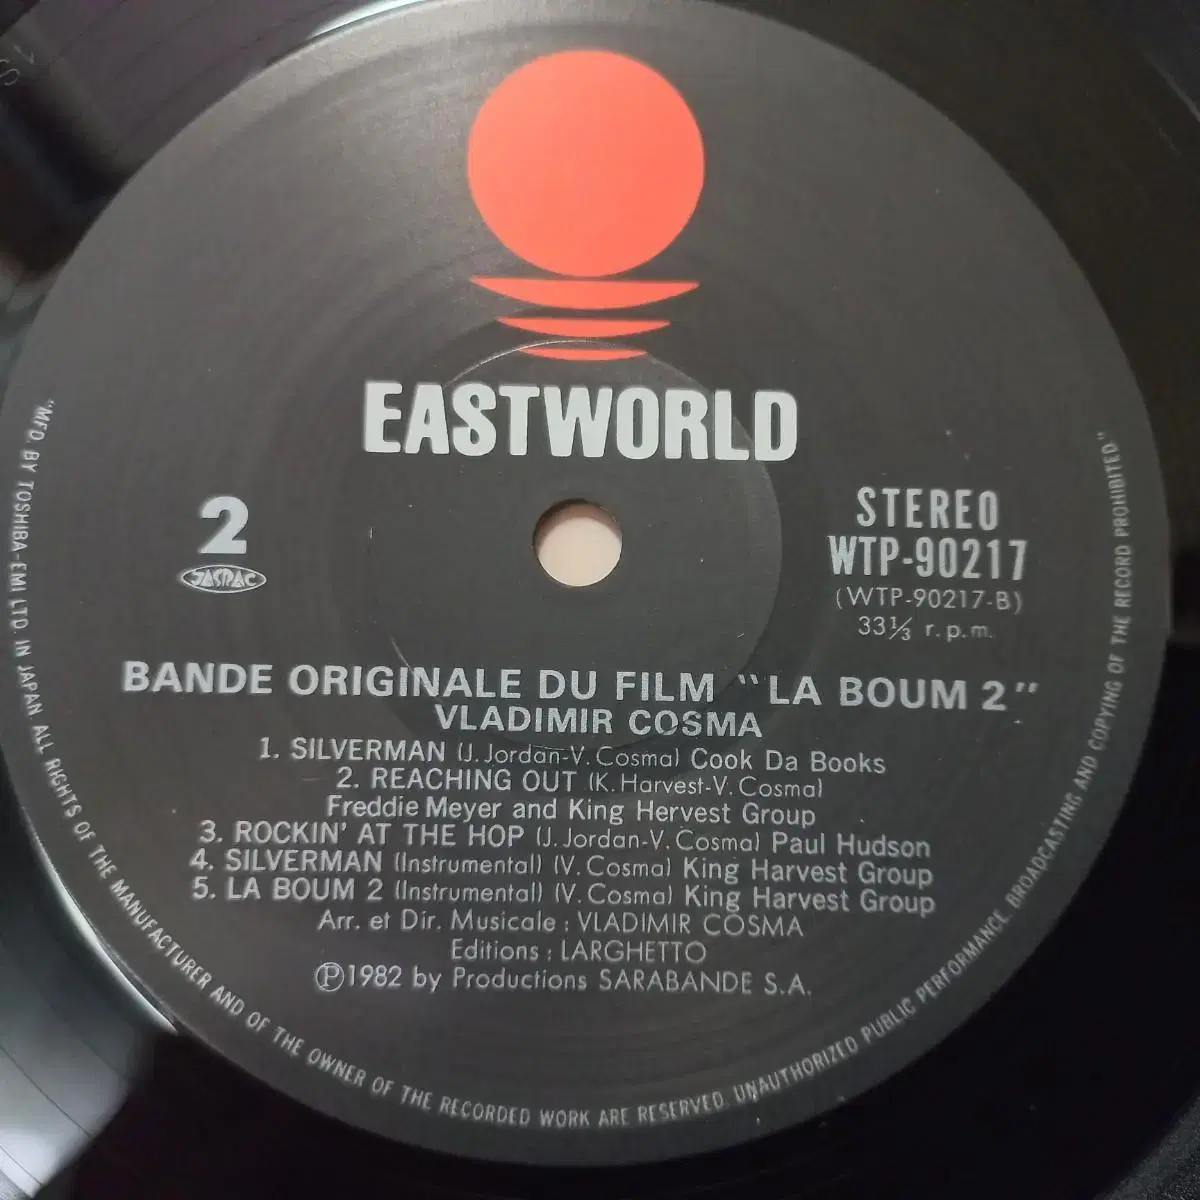 EASTWORLD
2
JASRAC
STEREO
WTP-90217
(WTP-90217-B)
33⅓ r.p.m.
BANDE ORIGINALE DU FILM "LA BOUM 2"
VLADIMIR COSMA
1. SILVERMAN (J. Jordan-V. Cosma) Cook Da Books
2. REACHING OUT (K. Harvest-V. Cosma)
Freddie Meyer and King Hervest Group
3. ROCKIN' AT THE HOP (J. Jordan-V. Cosma) Paul Hudson
4. SILVERMAN (Instrumental) (V. Cosma) King Harvest Group
5. LA BOUM 2 (Instrumental) (V. Cosma) King Harvest Group
Arr. et Dir. Musicale : VLADIMIR COSMA
Editions : LARGHETTO
Ⓟ1982 by Productions SARABANDE S.A.
"MFD. BY TOSHIBA-EMI LTD. IN JAPAN ALL RIGHTS OF THE MANUFACTURER AND OF THE OWNER OF THE RECORDED WORK ARE RESERVED. UNAUTHORIZED PUBLIC PERFORMANCE, BROADCASTING AND COPYING OF THE RECORD PROHIBITED."